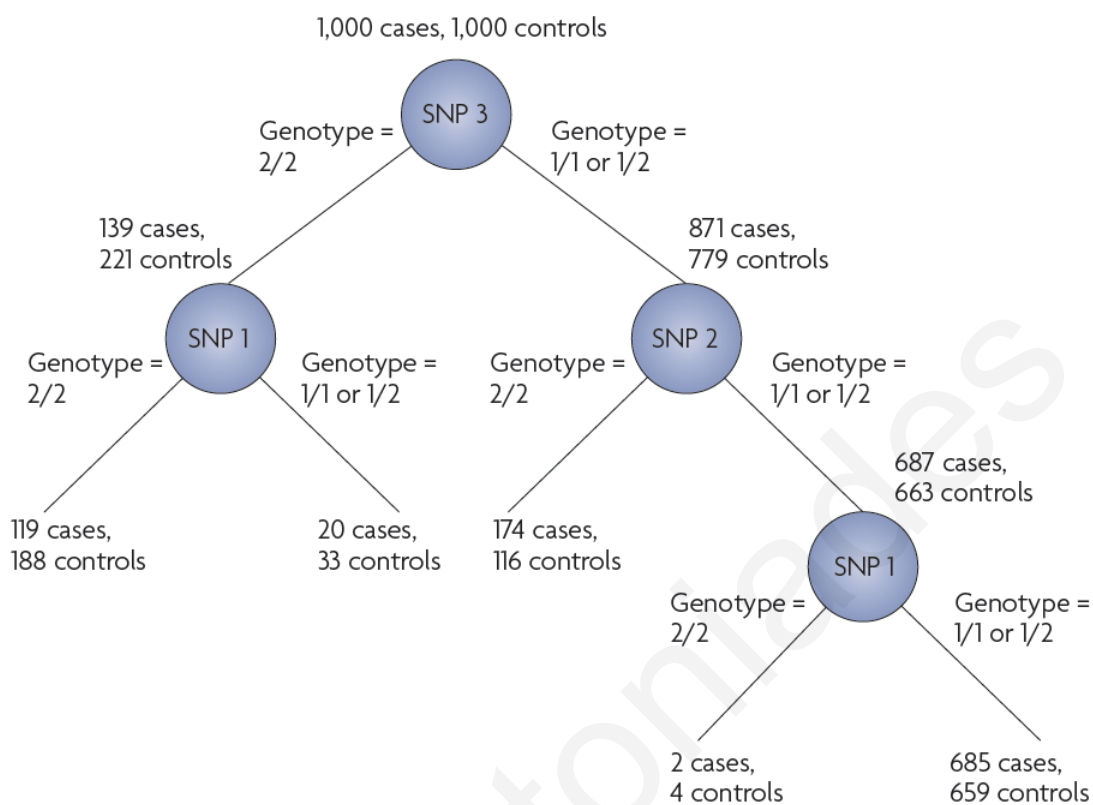 1,000 cases, 1,000 controls
SNP 3
Genotype =
2/2
Genotype =
1/1 or 1/2
139 cases,
221 controls
871 cases,
779 controls
SNP 1
SNP 2
Genotype =
2/2
Genotype =
1/1 or 1/2
Genotype =
2/2
Genotype =
1/1 or 1/2
687 cases,
663 controls
119 cases,
188 controls
20 cases,
33 controls
174 cases,
116 controls
SNP 1
Genotype =
2/2
Genotype =
1/1 or 1/2
2 cases,
4 controls
685 cases,
659 controls
toniades